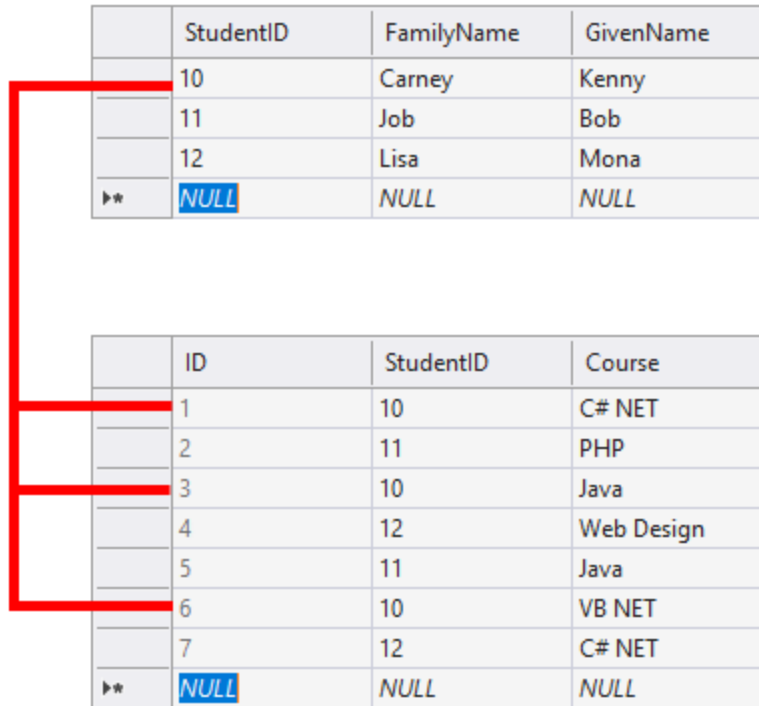 StudentID FamilyName GivenName
10 Carney Kenny
11 Job Bob
12 Lisa Mona
NULL NULL NULL
ID StudentID Course
1 10 C# NET
2 11 PHP
3 10 Java
4 12 Web Design
5 11 Java
6 10 VB NET
7 12 C# NET
NULL NULL NULL